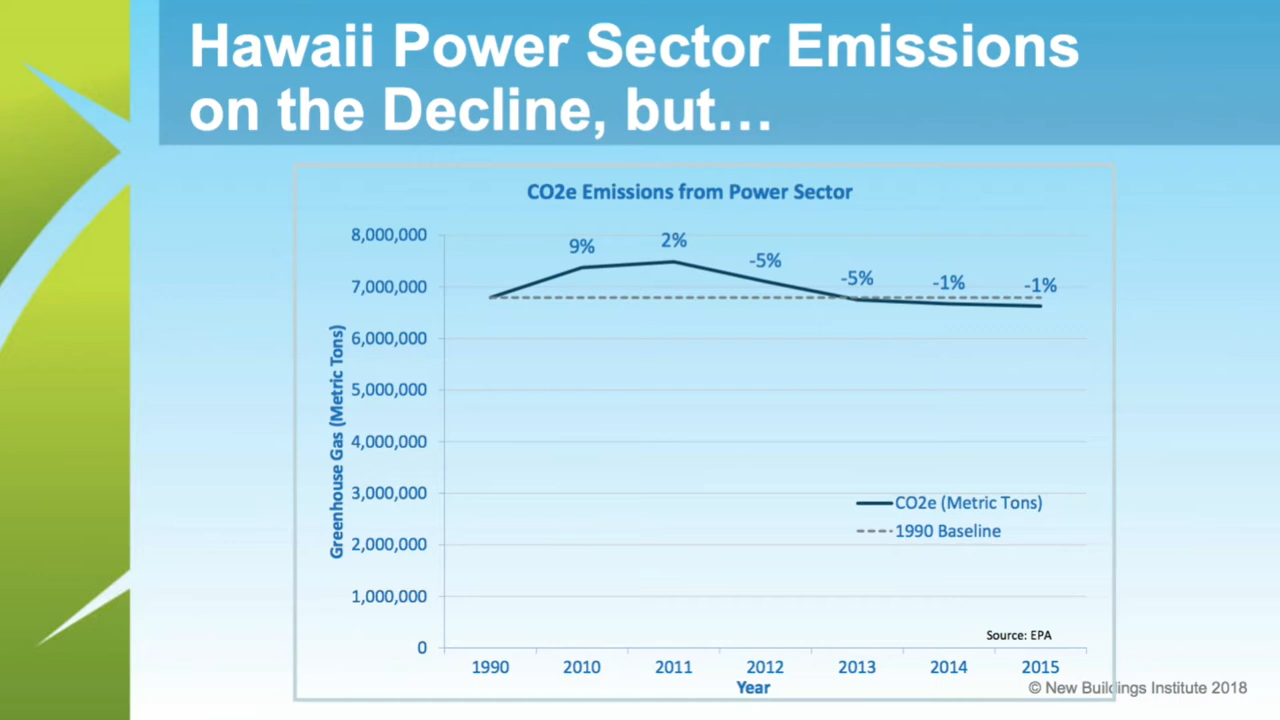 Hawaii Power Sector Emissions
on the Decline, but…
CO2e Emissions from Power Sector
8,000,000
7,000,000
6,000,000
5,000,000
4,000,000
3,000,000
2,000,000
1,000,000
0
Greenhouse Gas (Metric Tons)
9%
2%
-5%
-5%
-1%
-1%
CO2e (Metric Tons)
1990 Baseline
Source: EPA
1990 2010 2011 2012 2013 2014 2015
Year
© New Buildings Institute 2018